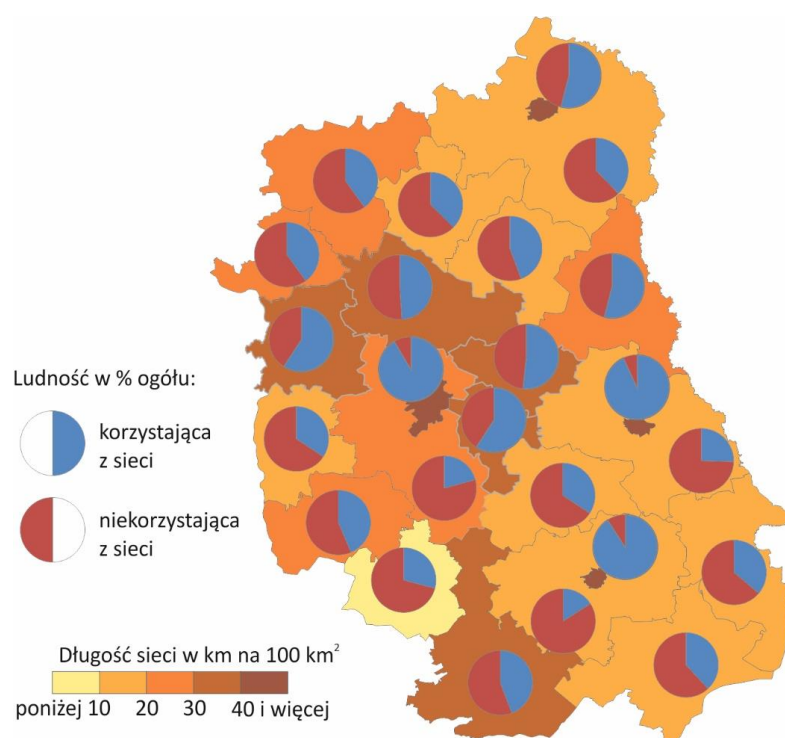 Ludność w % ogółu:
korzystająca
z sieci
niekorzystająca
z sieci
Długość sieci w km na 100 km²
poniżej 10 20 30 40 i więcej